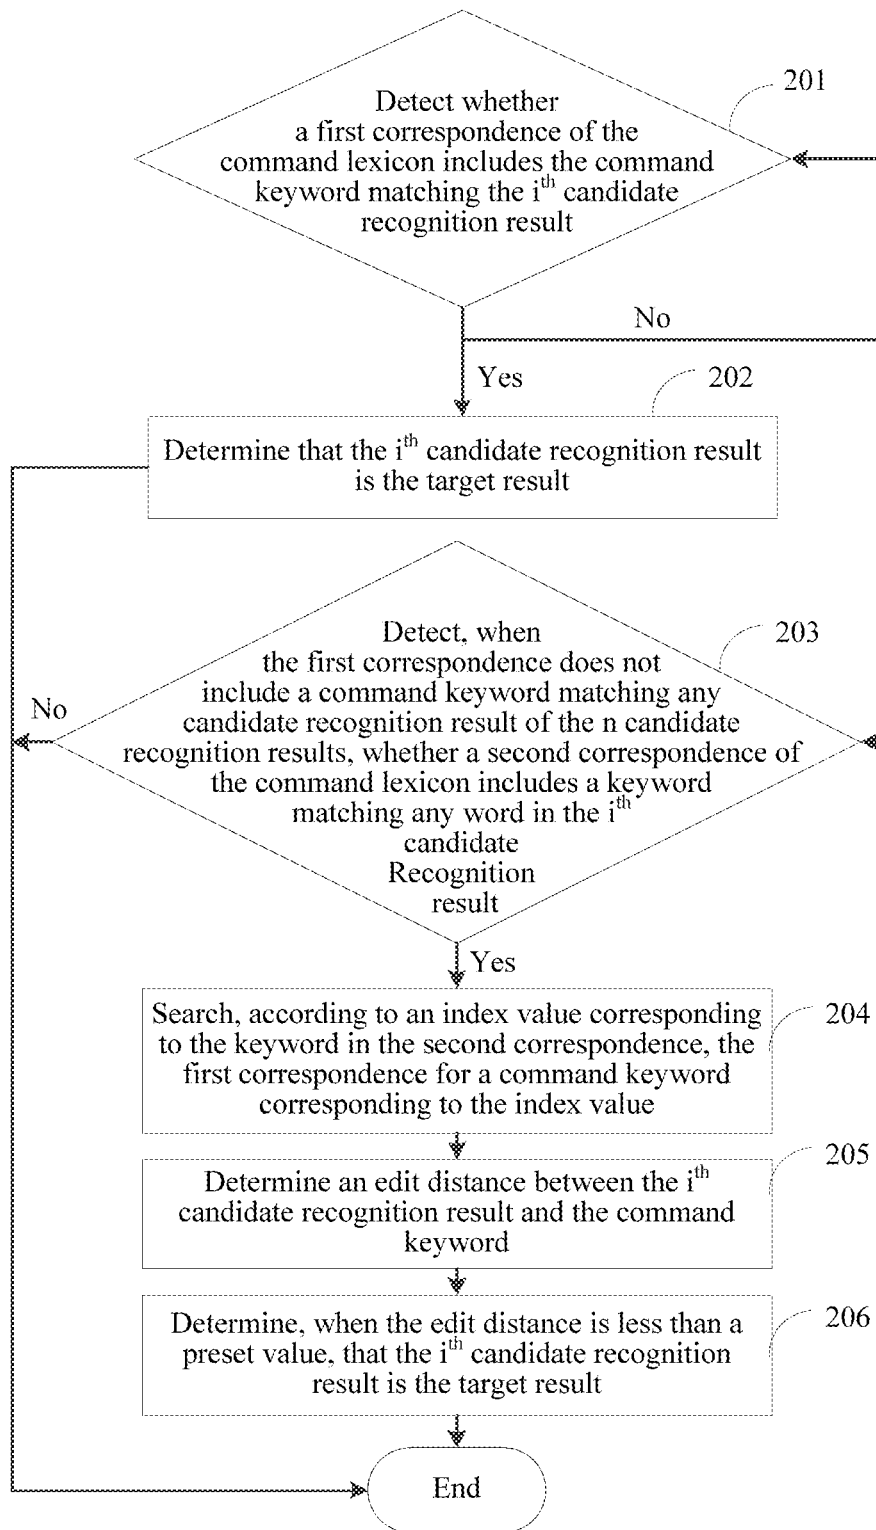 201
Detect whether
a first correspondence of the
command lexicon includes the command
keyword matching the i^th candidate
recognition result
No
Yes
202
Determine that the i^th candidate recognition result
is the target result
203
Detect, when
the first correspondence does not
include a command keyword matching any
candidate recognition result of the n candidate
recognition results, whether a second correspondence of
the command lexicon includes a keyword
matching any word in the i^th
candidate
Recognition
result
No
Yes
204
Search, according to an index value corresponding
to the keyword in the second correspondence, the
first correspondence for a command keyword
corresponding to the index value
205
Determine an edit distance between the i^th
candidate recognition result and the command
keyword
206
Determine, when the edit distance is less than a
preset value, that the i^th candidate recognition
result is the target result
End